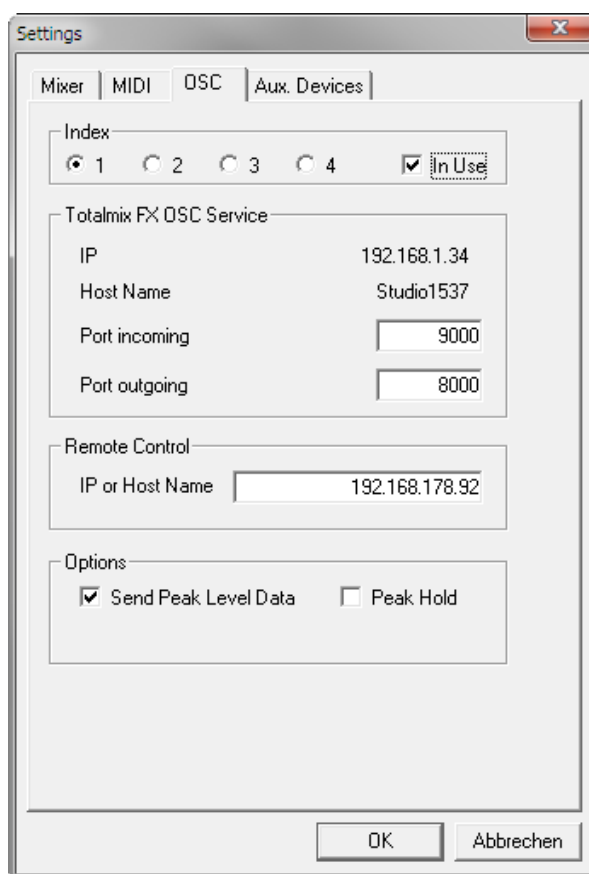 Settings
Mixer MIDI OSC Aux. Devices
Index
1 2 3 4 In Use
Totalmix FX OSC Service
IP 192.168.1.34
Host Name Studio1537
Port incoming 9000
Port outgoing 8000
Remote Control
IP or Host Name 192.168.178.92
Options
Send Peak Level Data Peak Hold
OK Abbrechen